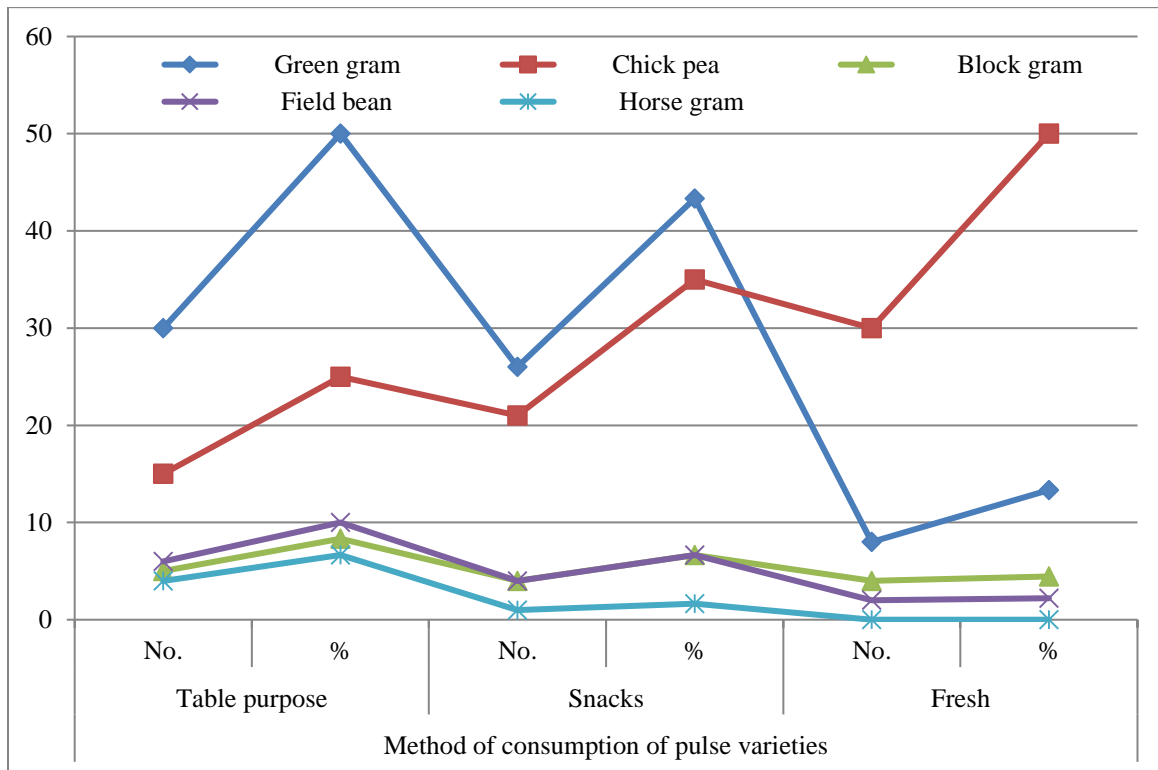 60
50
40
30
20
10
0
Green gram Chick pea Block gram
Field bean Horse gram
No. % No. % No. %
Table purpose Snacks Fresh
Method of consumption of pulse varieties